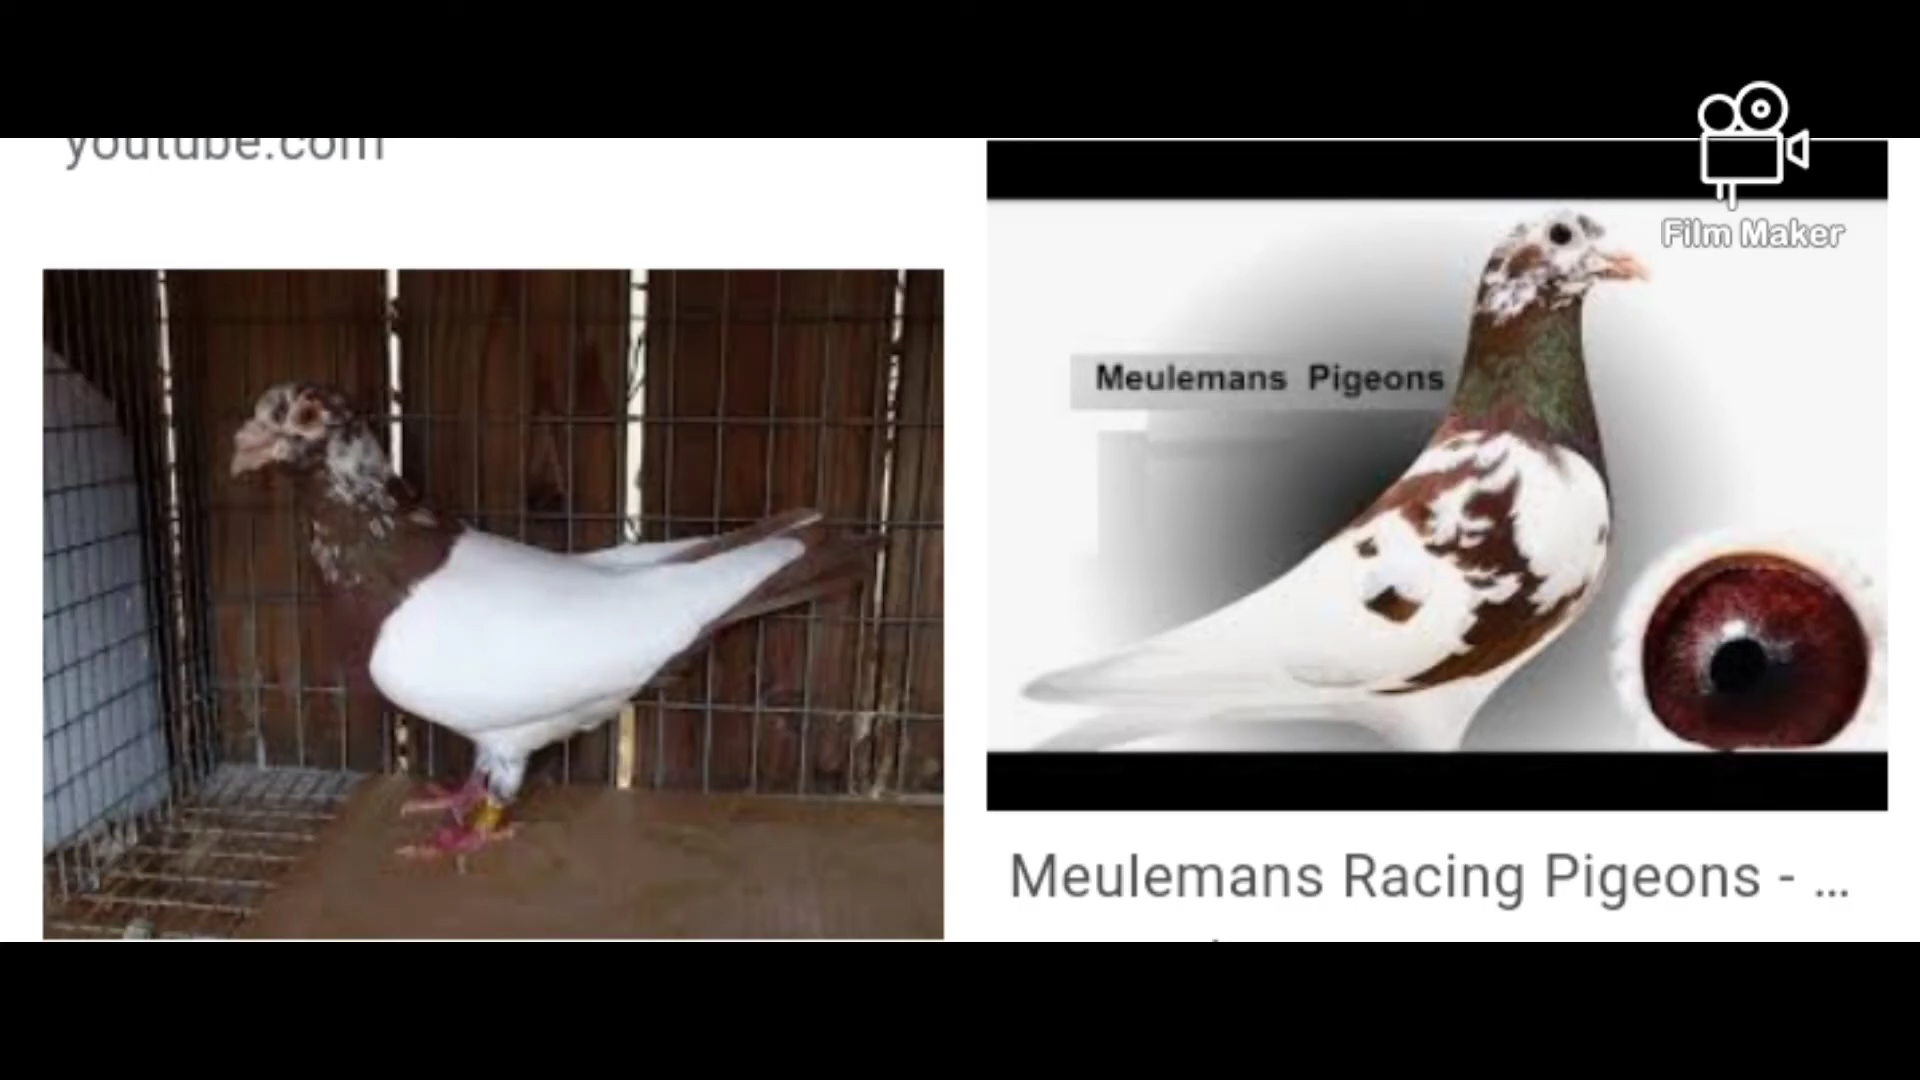 youtube.com
Film Maker
Meulemans Pigeons
Meulemans Racing Pigeons - ...